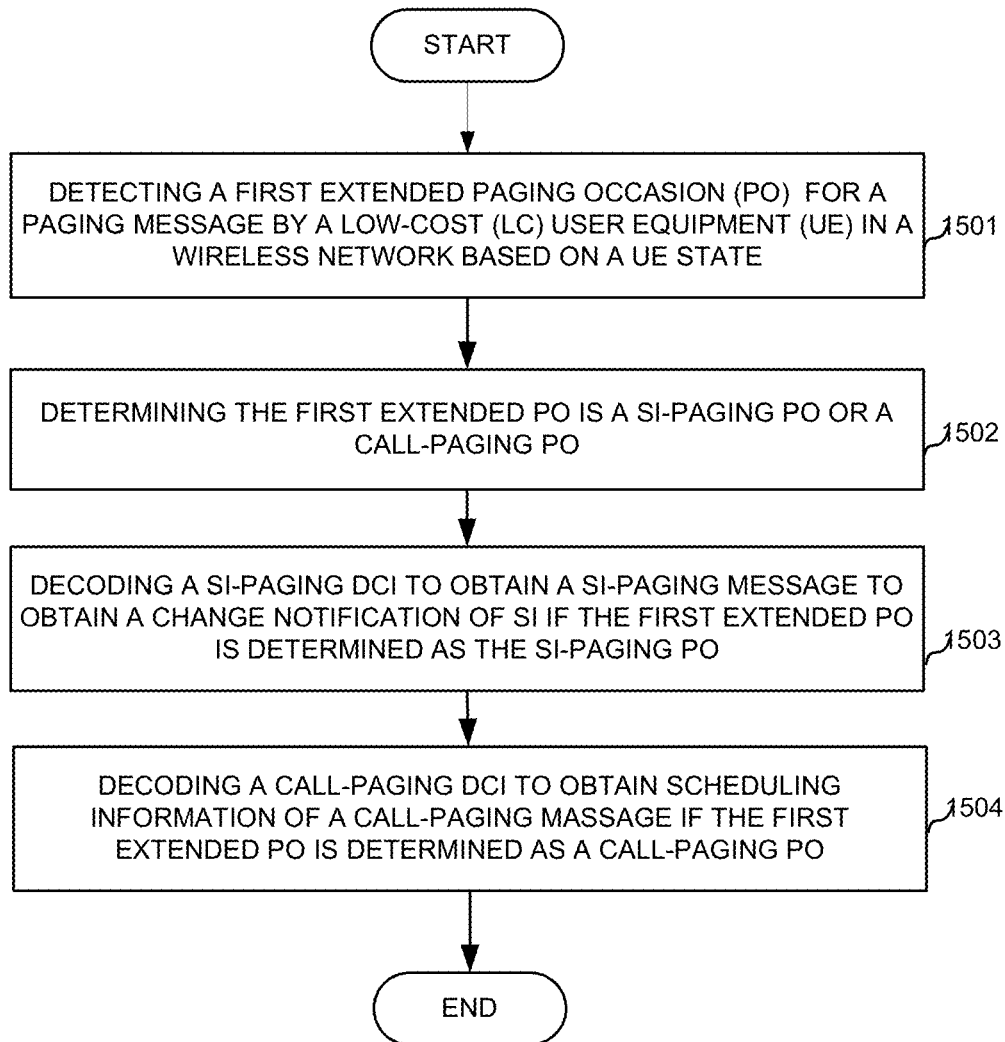 START
DETECTING A FIRST EXTENDED PAGING OCCASION (PO) FOR A
PAGING MESSAGE BY A LOW-COST (LC) USER EQUIPMENT (UE) IN A
WIRELESS NETWORK BASED ON A UE STATE
1501
DETERMINING THE FIRST EXTENDED PO IS A SI-PAGING PO OR A
CALL-PAGING PO
1502
DECODING A SI-PAGING DCI TO OBTAIN A SI-PAGING MESSAGE TO
OBTAIN A CHANGE NOTIFICATION OF SI IF THE FIRST EXTENDED PO
IS DETERMINED AS THE SI-PAGING PO
1503
DECODING A CALL-PAGING DCI TO OBTAIN SCHEDULING
INFORMATION OF A CALL-PAGING MASSAGE IF THE FIRST
EXTENDED PO IS DETERMINED AS A CALL-PAGING PO
1504
END